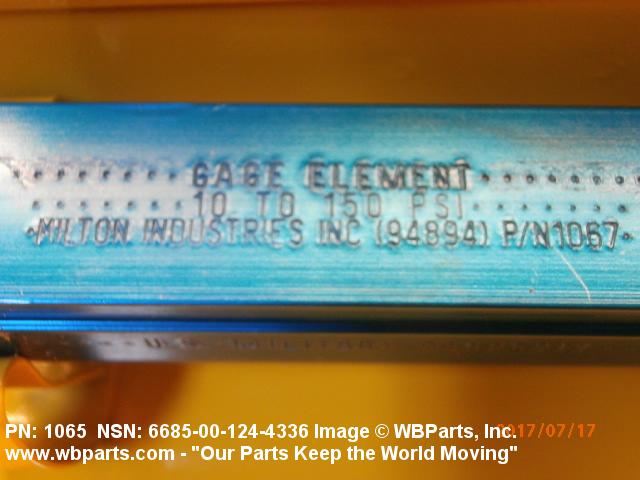 GAGE ELEMENT
10 TO 150 PSI
MILTON INDUSTRIES INC (94894) P/N1067
PN: 1065 NSN: 6685-00-124-4336 Image © WBParts, Inc. 2017/07/17
www.wbparts.com - "Our Parts Keep the World Moving"